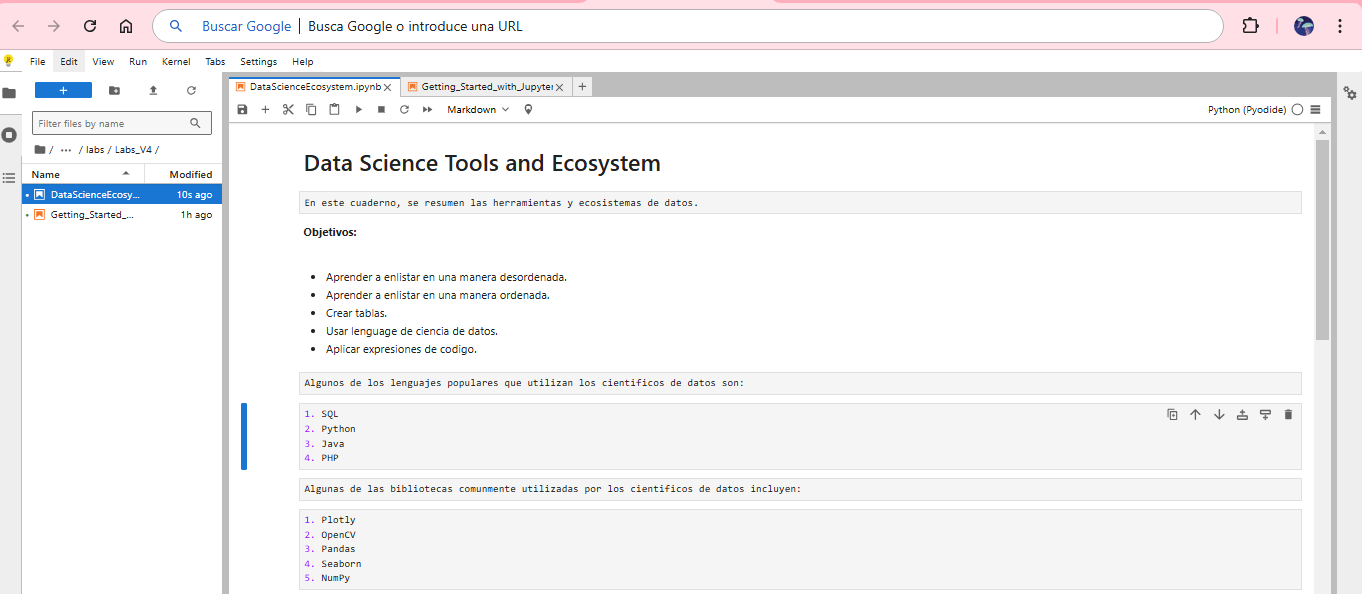 Buscar Google | Busca Google o introduce una URL
File Edit View Run Kernel Tabs Settings Help
DataScienceEcosystem.ipynb
Getting_Started_with_Jupyter
+
Filter files by name
Markdown
Python (Pyodide)
/ ··· / labs / Labs_V4 /
Name Modified
DataScienceEcosy... 10s ago
Getting_Started_... 1h ago
Data Science Tools and Ecosystem
En este cuaderno, se resumen las herramientas y ecosistemas de datos.
Objetivos:
• Aprender a enlistar en una manera desordenada.
• Aprender a enlistar en una manera ordenada.
• Crear tablas.
• Usar lenguage de ciencia de datos.
• Aplicar expresiones de codigo.
Algunos de los lenguajes populares que utilizan los cientificos de datos son:
1. SQL
2. Python
3. Java
4. PHP
Algunas de las bibliotecas comunmente utilizadas por los cientificos de datos incluyen:
1. Plotly
2. OpenCV
3. Pandas
4. Seaborn
5. NumPy